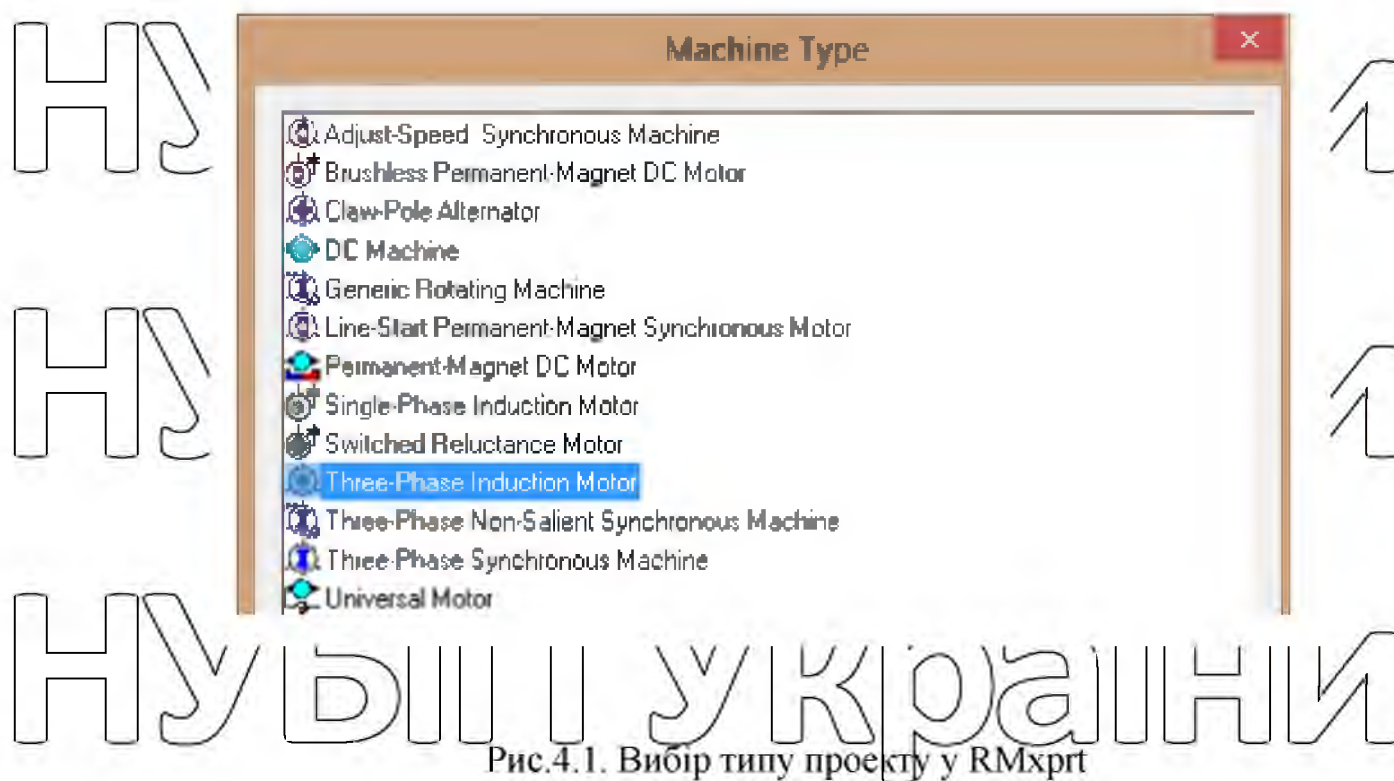 Machine Type
Adjust-Speed Synchronous Machine
Brushless Permanent-Magnet DC Motor
Claw-Pole Alternator
DC Machine
Generic Rotating Machine
Line-Start Permanent-Magnet Synchronous Motor
Permanent-Magnet DC Motor
Single-Phase Induction Motor
Switched Reluctance Motor
Three-Phase Induction Motor
Three-Phase Non-Salient Synchronous Machine
Three-Phase Synchronous Machine
Universal Motor
НУБІП України
Рис.4.1. Вибір типу проекту у RMxprt